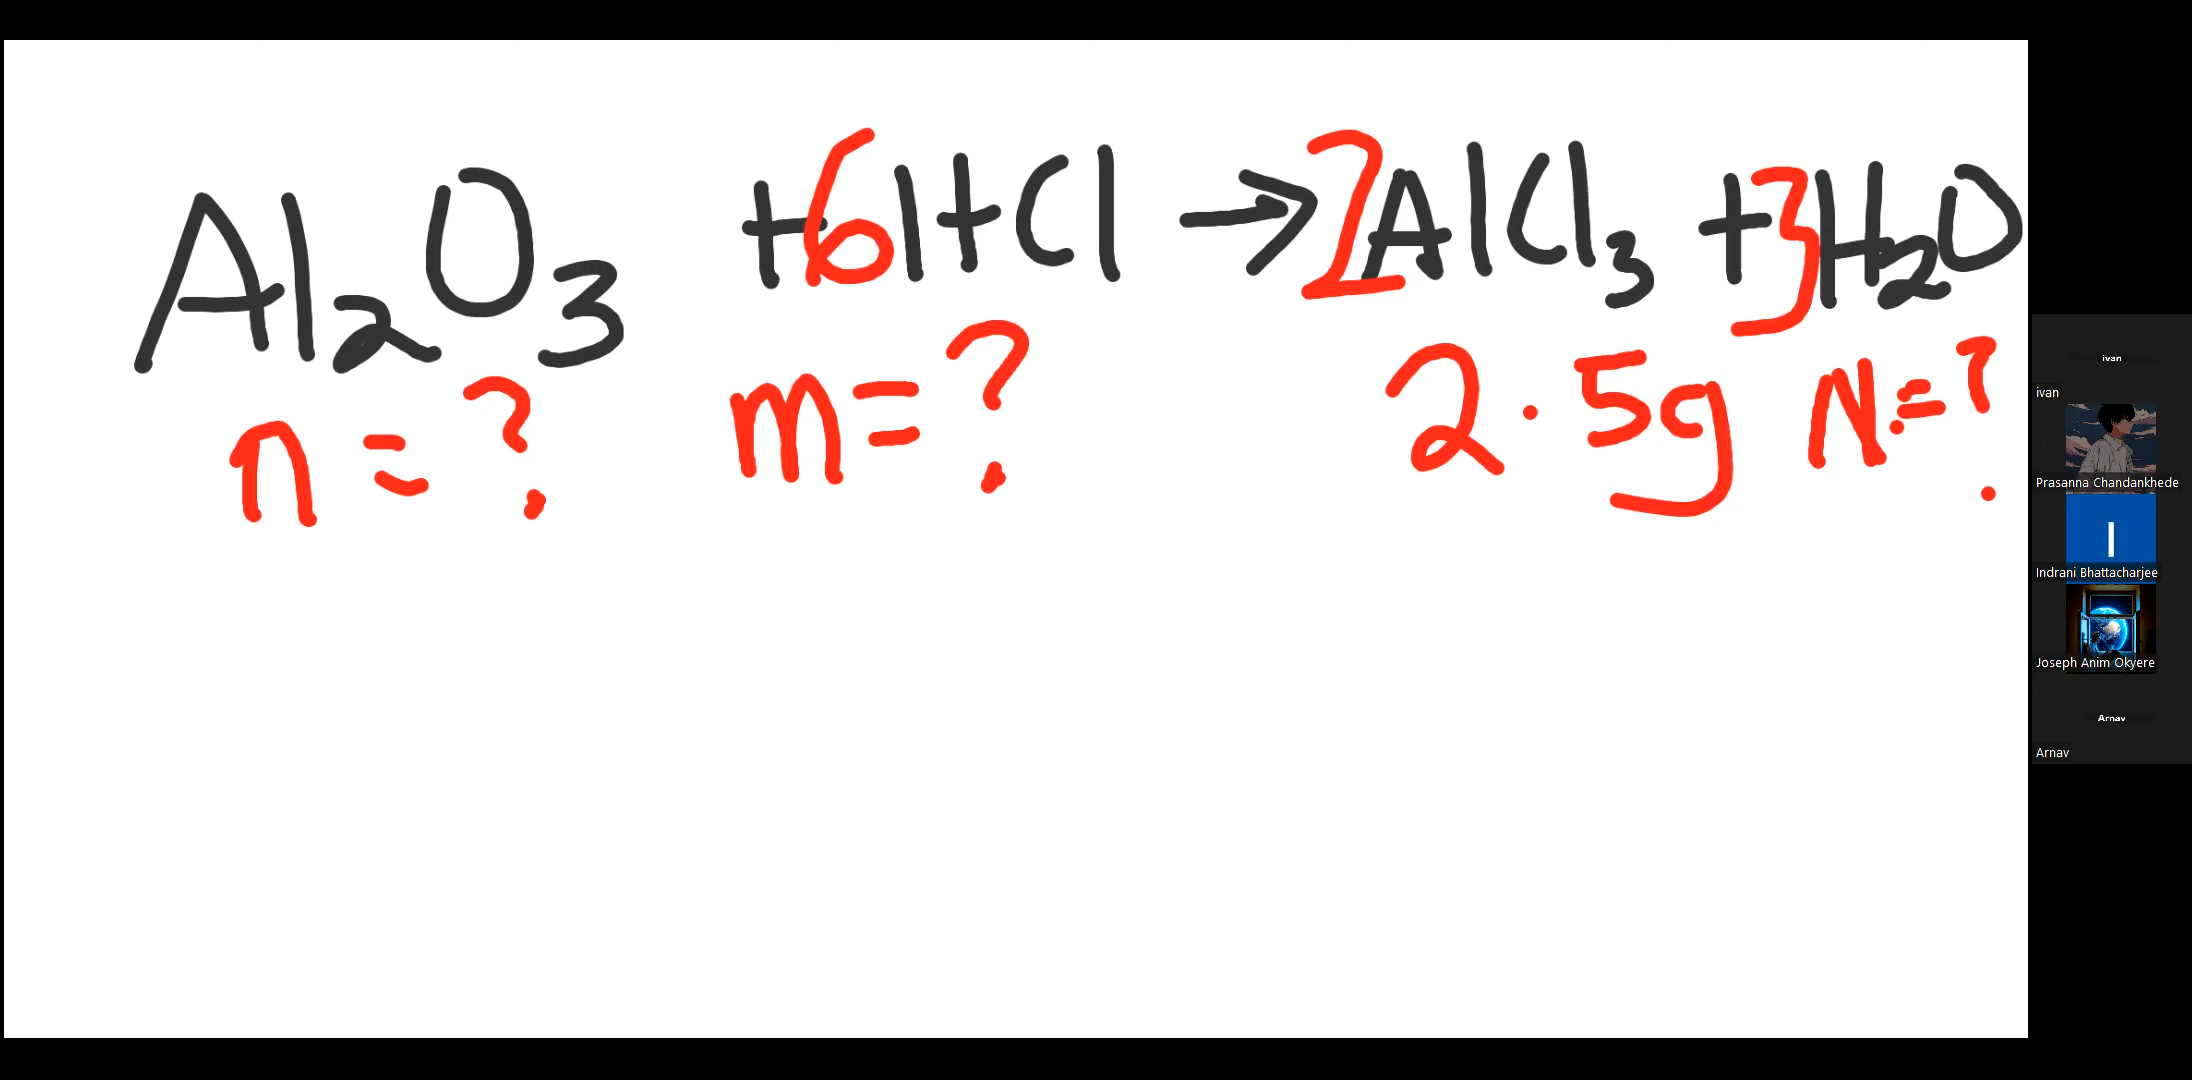 Al₂O₃ + 6HCl → 2AlCl₃ + 3H₂O
n = ? m = ? 2.5g N = ?
ivan
ivan
Prasanna Chandankhede
I
Indrani Bhattacharjee
Joseph Anim Okyere
Arnav
Arnav